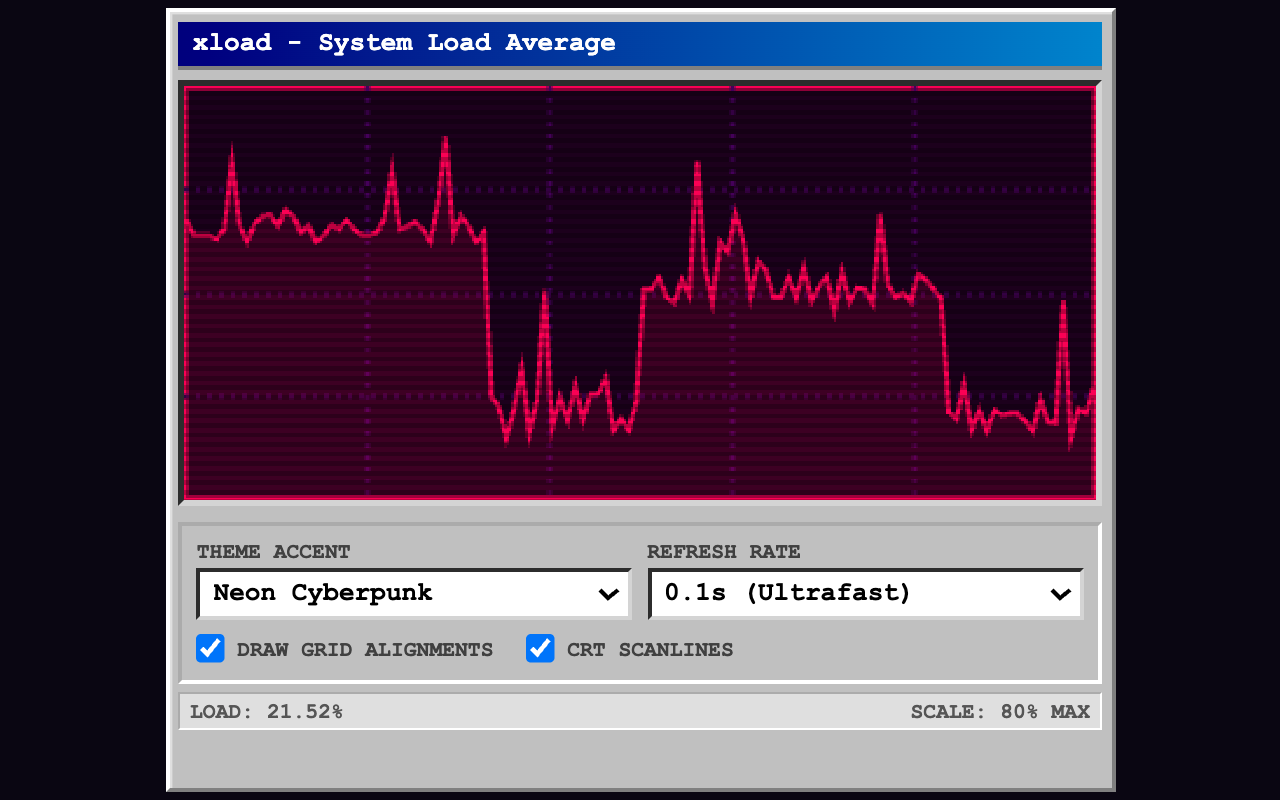 xload - System Load Average
THEME ACCENT
REFRESH RATE
Neon Cyberpunk
0.1s (Ultrafast)
DRAW GRID ALIGNMENTS
CRT SCANLINES
LOAD: 21.52%
SCALE: 80% MAX